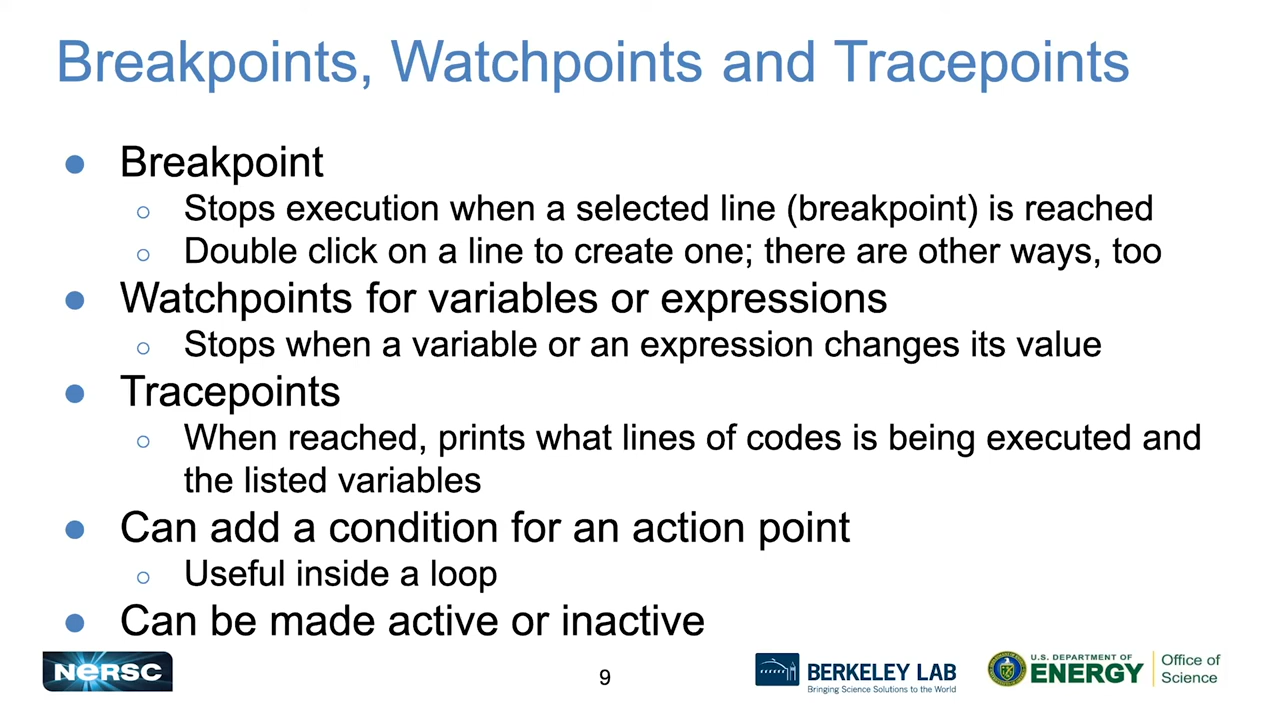 Breakpoints, Watchpoints and Tracepoints
● Breakpoint
○ Stops execution when a selected line (breakpoint) is reached
○ Double click on a line to create one; there are other ways, too
● Watchpoints for variables or expressions
○ Stops when a variable or an expression changes its value
● Tracepoints
○ When reached, prints what lines of codes is being executed and
the listed variables
● Can add a condition for an action point
○ Useful inside a loop
● Can be made active or inactive
NERSC
9
BERKELEY LAB
Bringing Science Solutions to the World
U.S. DEPARTMENT OF
ENERGY
Office of
Science